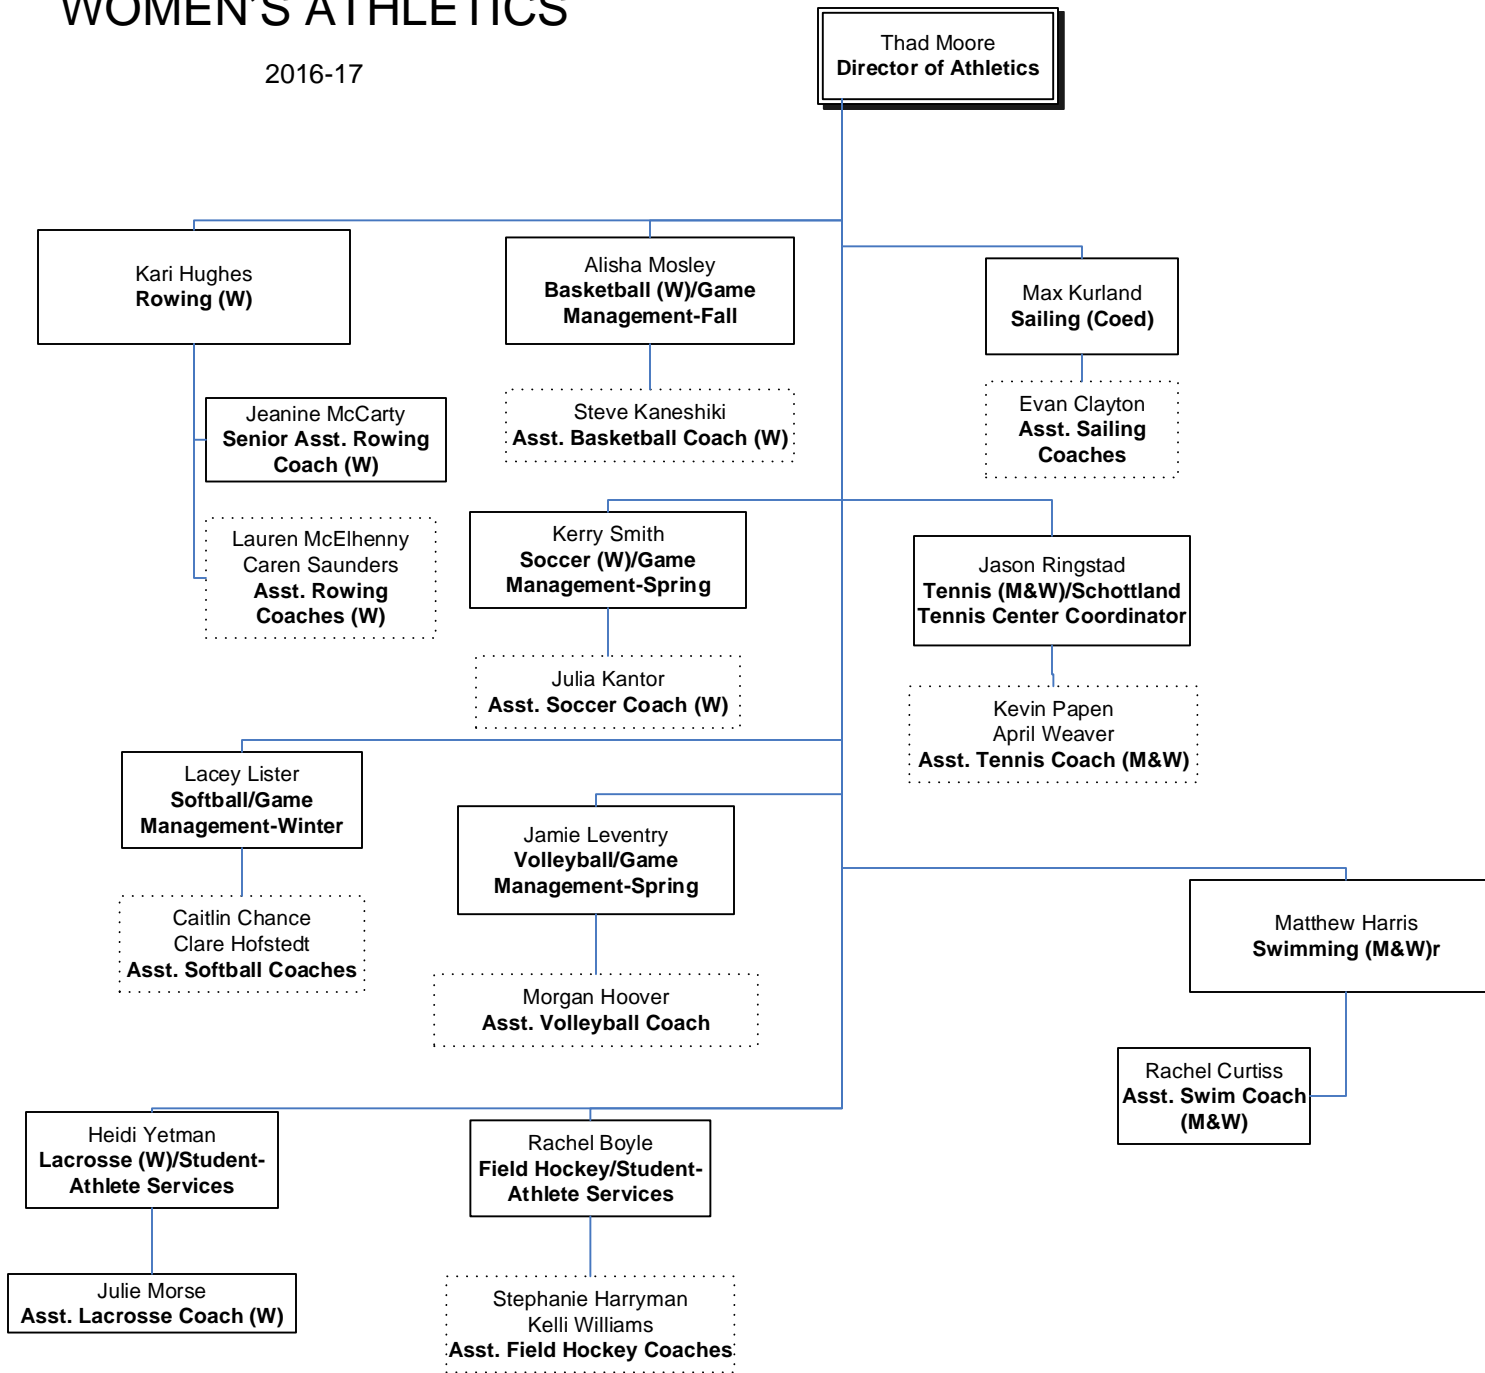 WOMEN'S ATHLETICS
2016-17
Thad Moore
Director of Athletics
Kari Hughes
Rowing (W)
Alisha Mosley
Basketball (W)/Game
Management-Fall
Max Kurland
Sailing (Coed)
Jeanine McCarty
Senior Asst. Rowing
Coach (W)
Steve Kaneshiki
Asst. Basketball Coach (W)
Evan Clayton
Asst. Sailing
Coaches
Lauren McElhenny
Caren Saunders
Asst. Rowing
Coaches (W)
Kerry Smith
Soccer (W)/Game
Management-Spring
Jason Ringstad
Tennis (M&W)/Schottland
Tennis Center Coordinator
Julia Kantor
Asst. Soccer Coach (W)
Kevin Papen
April Weaver
Asst. Tennis Coach (M&W)
Lacey Lister
Softball/Game
Management-Winter
Jamie Leventry
Volleyball/Game
Management-Spring
Caitlin Chance
Clare Hofstedt
Asst. Softball Coaches
Matthew Harris
Swimming (M&W)r
Morgan Hoover
Asst. Volleyball Coach
Rachel Curtiss
Asst. Swim Coach
(M&W)
Heidi Yetman
Lacrosse (W)/Student-
Athlete Services
Rachel Boyle
Field Hockey/Student-
Athlete Services
Julie Morse
Asst. Lacrosse Coach (W)
Stephanie Harryman
Kelli Williams
Asst. Field Hockey Coaches